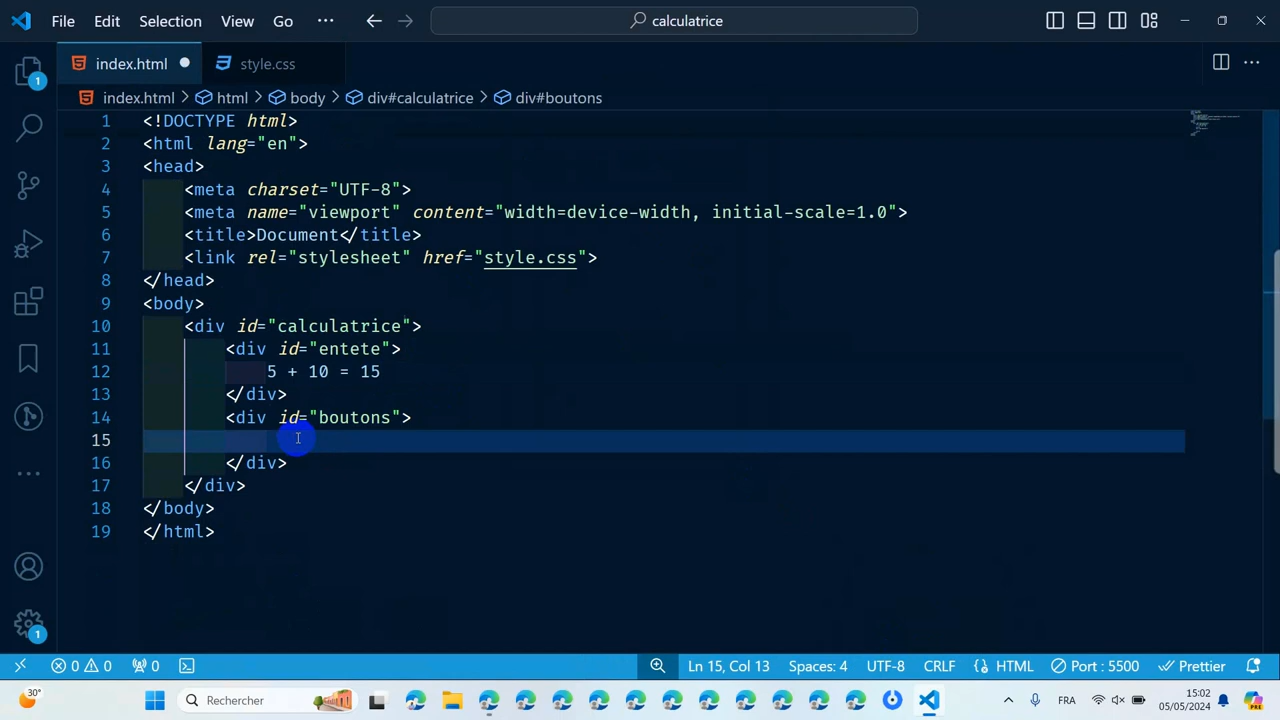 File Edit Selection View Go ··· calculatrice
index.html style.css
index.html > html > body > div#calculatrice > div#boutons
1 <!DOCTYPE html>
2 <html lang="en">
3 <head>
4 <meta charset="UTF-8">
5 <meta name="viewport" content="width=device-width, initial-scale=1.0">
6 <title>Document</title>
7 <link rel="stylesheet" href="style.css">
8 </head>
9 <body>
10 <div id="calculatrice">
11 <div id="entete">
12 5 + 10 = 15
13 </div>
14 <div id="boutons">
15
16 </div>
17 </div>
18 </body>
19 </html>
1
1
0 0 0 Ln 15, Col 13 Spaces: 4 UTF-8 CRLF HTML Port : 5500 Prettier
30° Rechercher PRE FRA 15:02
05/05/2024